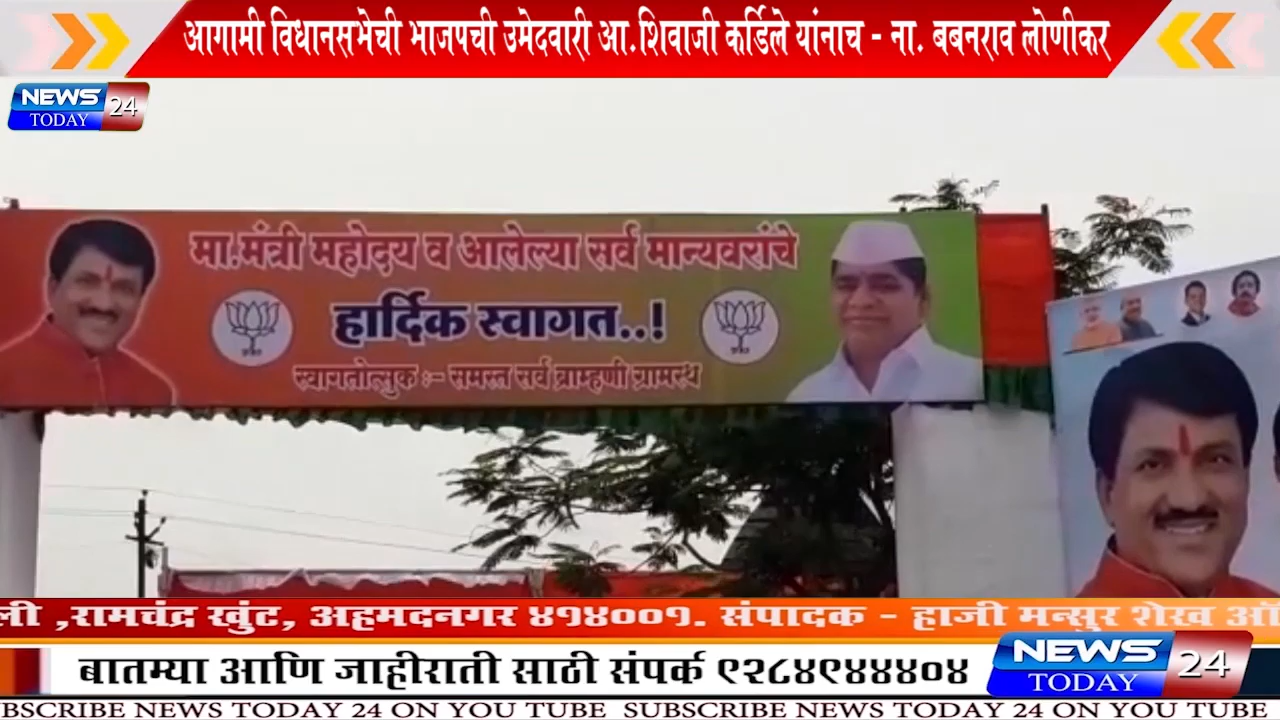 आगामी विधानसभेची भाजपची उमेदवारी आ.शिवाजी कर्डिले यांनाच - ना. बबनराव लोणीकर
NEWS 24
TODAY
मा.मंत्री महोदय व आलेल्या सर्व मान्यवरांचे
हार्दिक स्वागत..!
स्वागतोत्सुक :- समस्त सर्व ब्राम्हणी ग्रामस्थ
ली ,रामचंद्र खुंट, अहमदनगर ४१४००१. संपादक - हाजी मन्सुर शेख ऑ
बातम्या आणि जाहीराती साठी संपर्क ९२८४९४४४०४
NEWS 24
TODAY
UBSCRIBE NEWS TODAY 24 ON YOU TUBE SUBSCRIBE NEWS TODAY 24 ON YOU TUBE